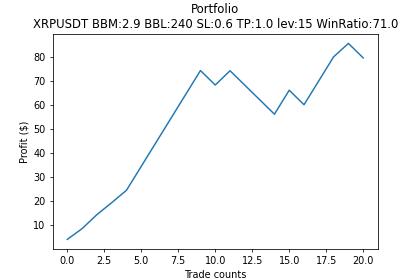 Portfolio
XRPUSDT BBM:2.9 BBL:240 SL:0.6 TP:1.0 lev:15 WinRatio:71.0
80
70
60
50
40
30
20
10
Profit ($)
0.0 2.5 5.0 7.5 10.0 12.5 15.0 17.5 20.0
Trade counts